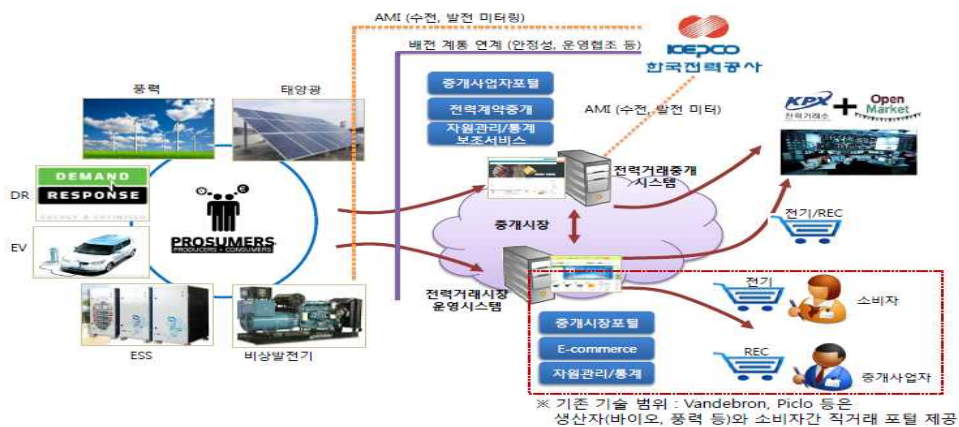 AMI (수전, 발전 미터링)
KEPCO
한국전력공사
배전 계통 연계 (안정성, 운영협조 등)
풍력
태양광
중개사업자포털
전력계약중개
자원관리/통계
보조서비스
AMI (수전, 발전 미터)
KPX
전력거래소
+
Open
Market
DR
DEMAND
RESPONSE
PROSUMERS
PRODUCERS + CONSUMERS
전력거래중개
시스템
중개시장
전기/REC
EV
전력거래시장
운영시스템
전기
소비자
ESS
비상발전기
중개시장포털
E-commerce
자원관리/통계
REC
중개사업자
※ 기존 기술 범위 : Vandebron, Piclo 등은
생산자(바이오, 풍력 등)와 소비자간 직거래 포털 제공